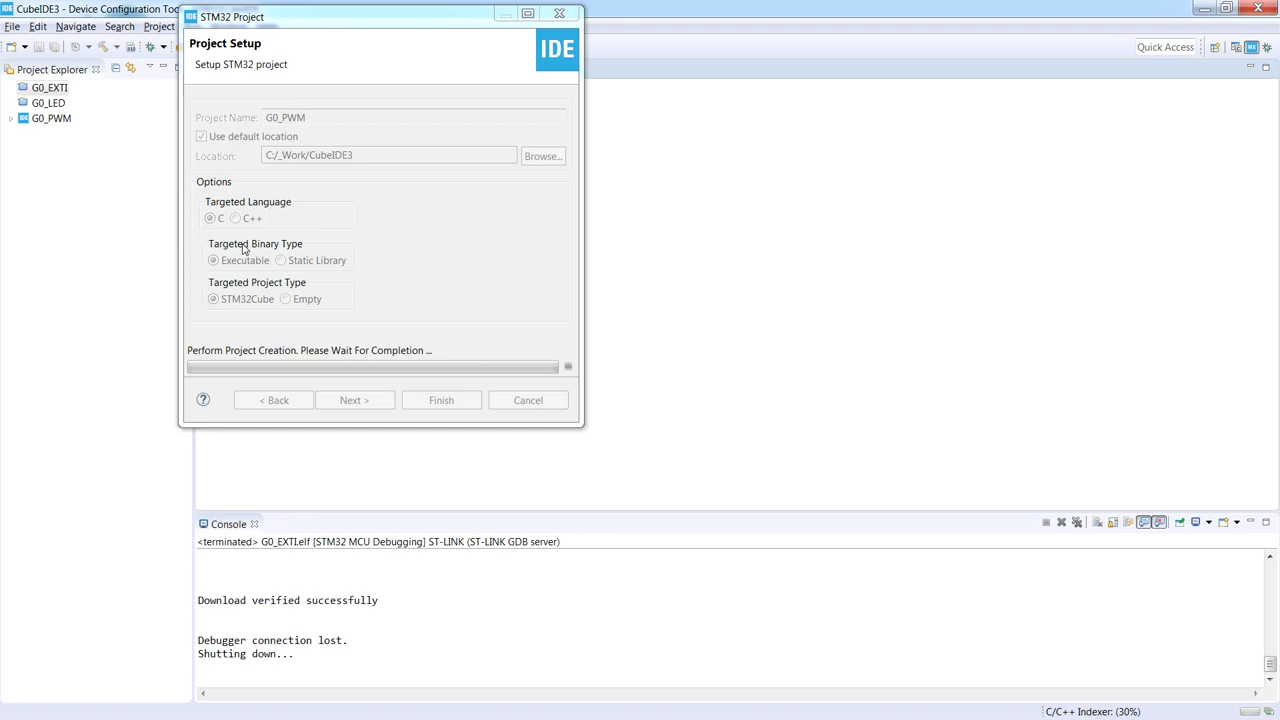 CubeIDE3 - Device Configuration To
File Edit Navigate Search Project
Quick Access
Project Explorer
G0_EXTI
G0_LED
G0_PWM
IDE STM32 Project
Project Setup
Setup STM32 project
IDE
Project Name: G0_PWM
Use default location
Location: C:/_Work/CubeIDE3 Browse...
Options
Targeted Language
C C++
Targeted Binary Type
Executable Static Library
Targeted Project Type
STM32Cube Empty
Perform Project Creation. Please Wait For Completion ...
? < Back Next > Finish Cancel
Console
<terminated> G0_EXTI.elf [STM32 MCU Debugging] ST-LINK (ST-LINK GDB server)
Download verified successfully
Debugger connection lost.
Shutting down...
C/C++ Indexer: (30%)